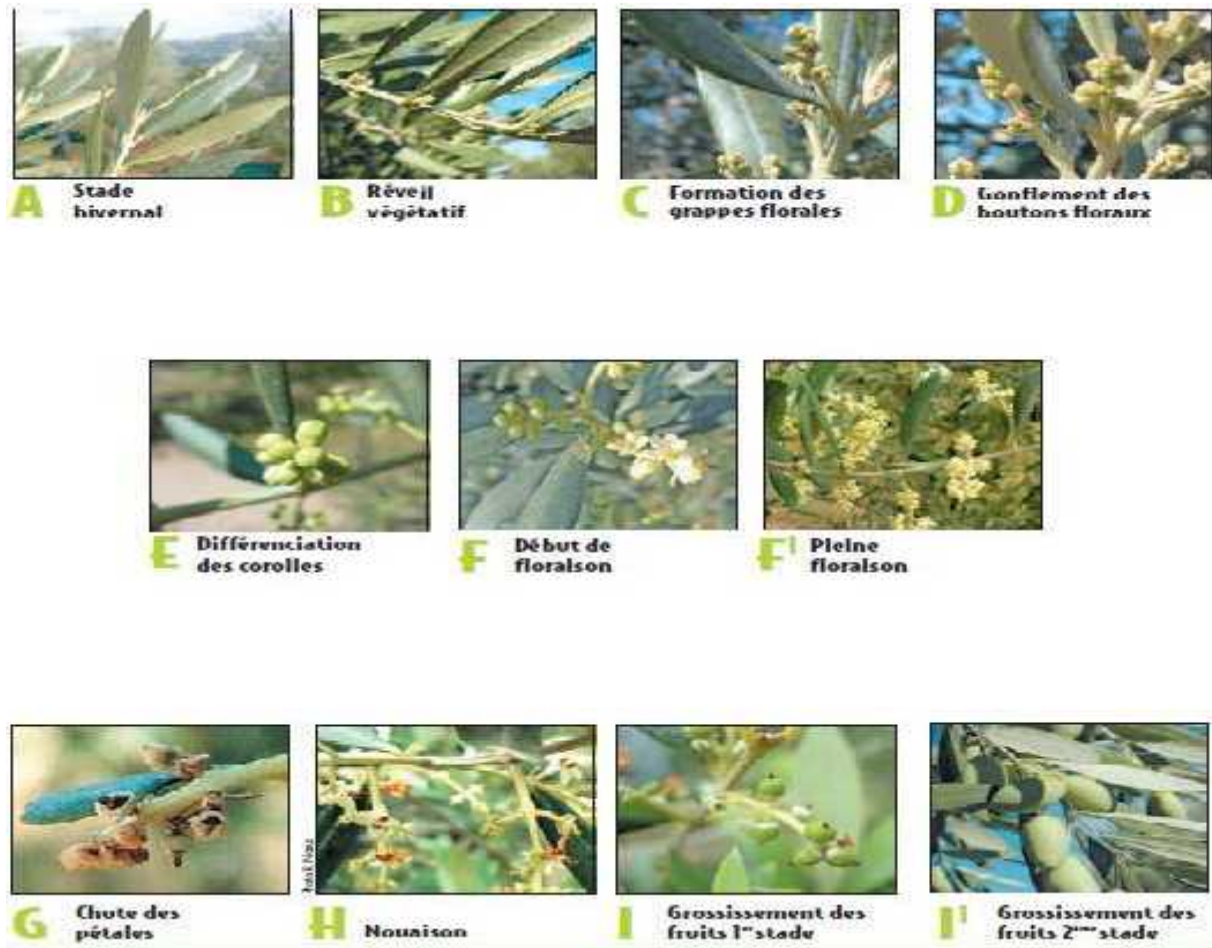 A Stade
hivernal
B Réveil
végétatif
C Formation des
grappes florales
D Gonflement des
boutons floraux
E Différenciation
des corolles
F Début de
floraison
F¹ Pleine
floraison
G Chute des
pétales
H Nouaison
I Grossissement des
fruits 1er stade
I¹ Grossissement des
fruits 2ème stade